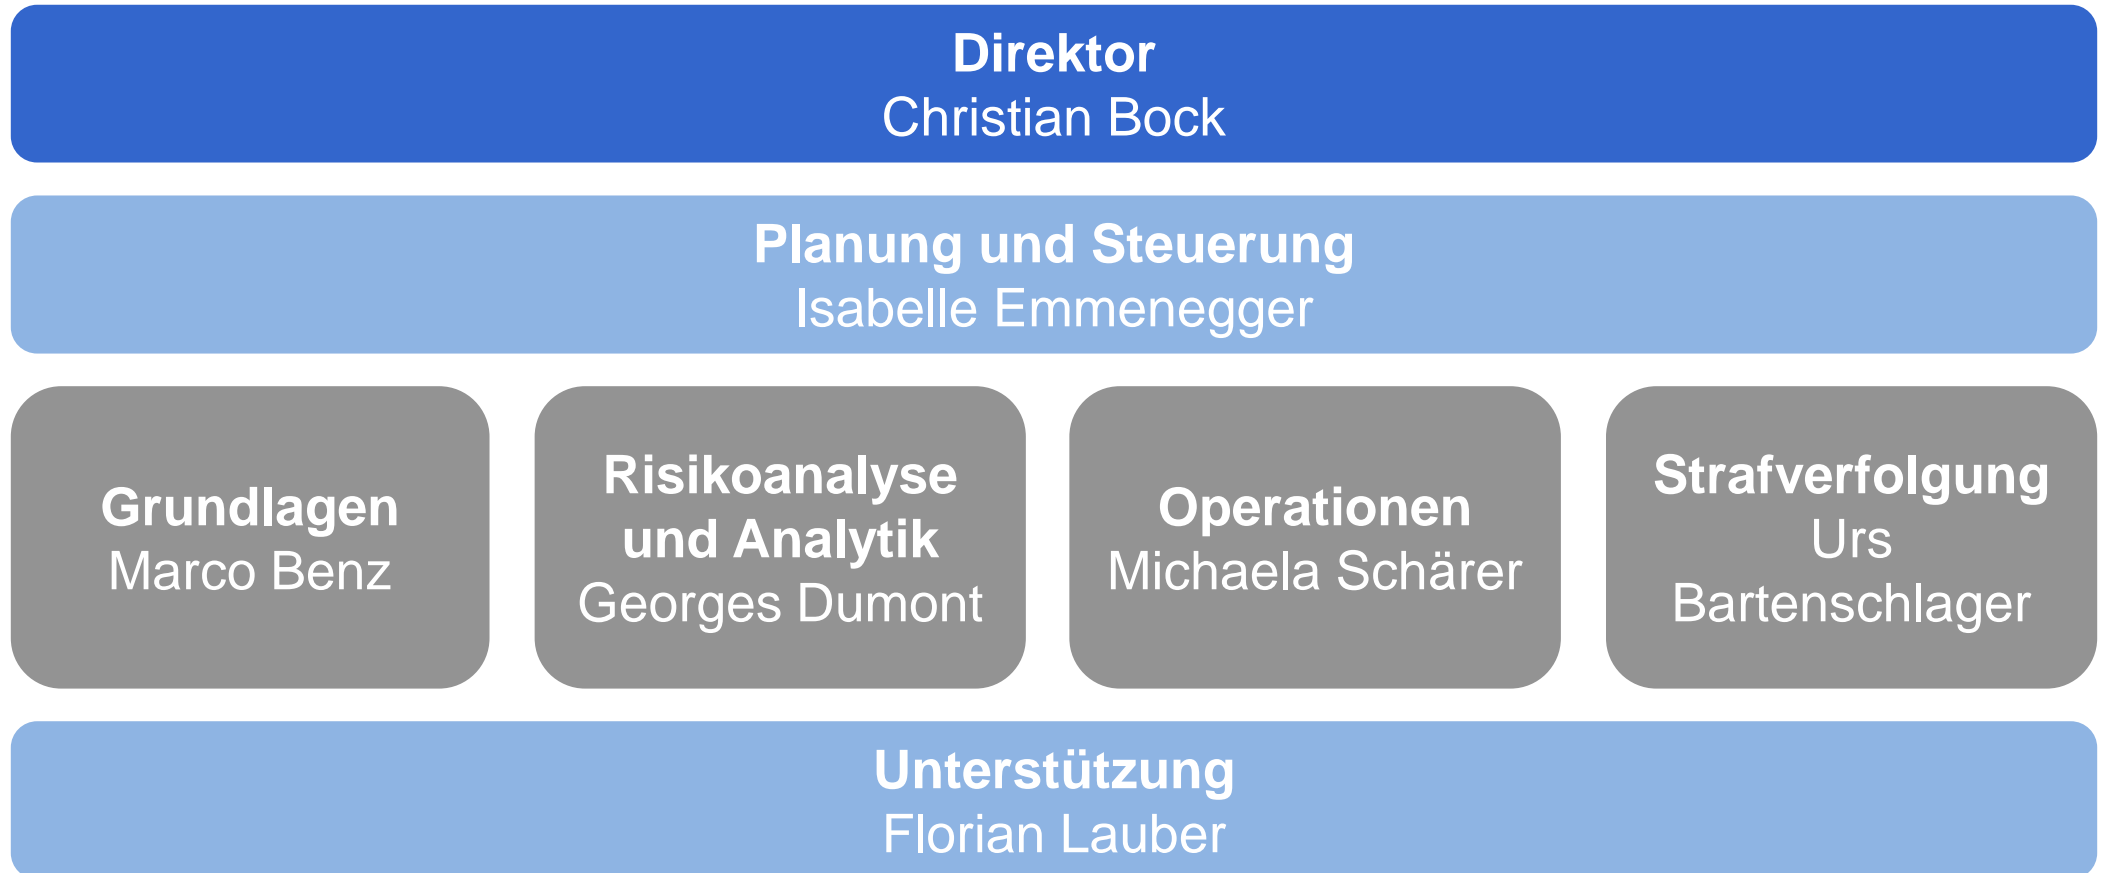 Direktor
Christian Bock
Planung und Steuerung
Isabelle Emmenegger
Grundlagen
Marco Benz
Risikoanalyse
und Analytik
Georges Dumont
Operationen
Michaela Schärer
Strafverfolgung
Urs
Bartenschlager
Unterstützung
Florian Lauber